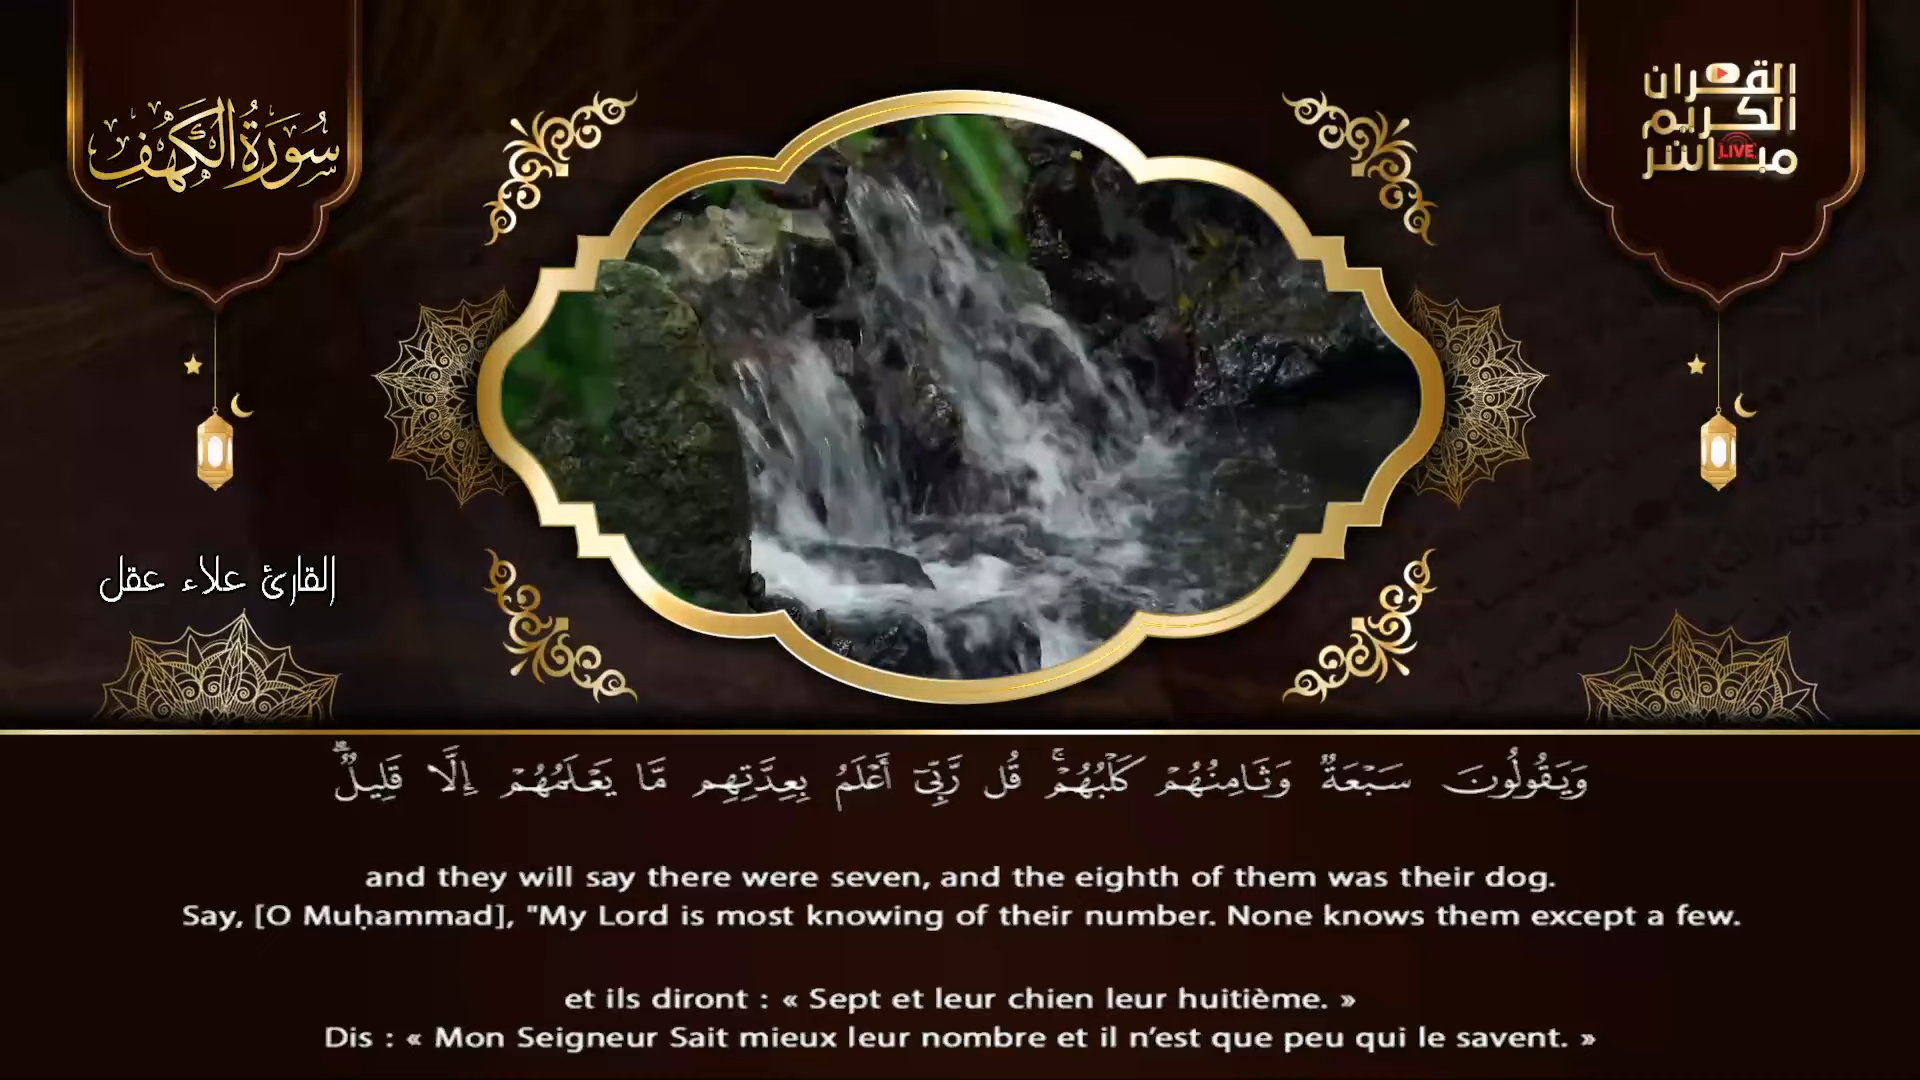 سُورَةُ الكَهْفِ
القرآن
الكريم
مباشر
LIVE
القارئ علاء عقل
وَيَقُولُونَ سَبْعَةٌ وَثَامِنُهُمْ كَلْبُهُمْ ۚ قُل رَّبِّىٓ أَعْلَمُ بِعِدَّتِهِم مَّا يَعْلَمُهُمْ إِلَّا قَلِيلٌ ۗ
and they will say there were seven, and the eighth of them was their dog.
Say, [O Muḥammad], "My Lord is most knowing of their number. None knows them except a few.
et ils diront : « Sept et leur chien leur huitième. »
Dis : « Mon Seigneur Sait mieux leur nombre et il n’est que peu qui le savent. »